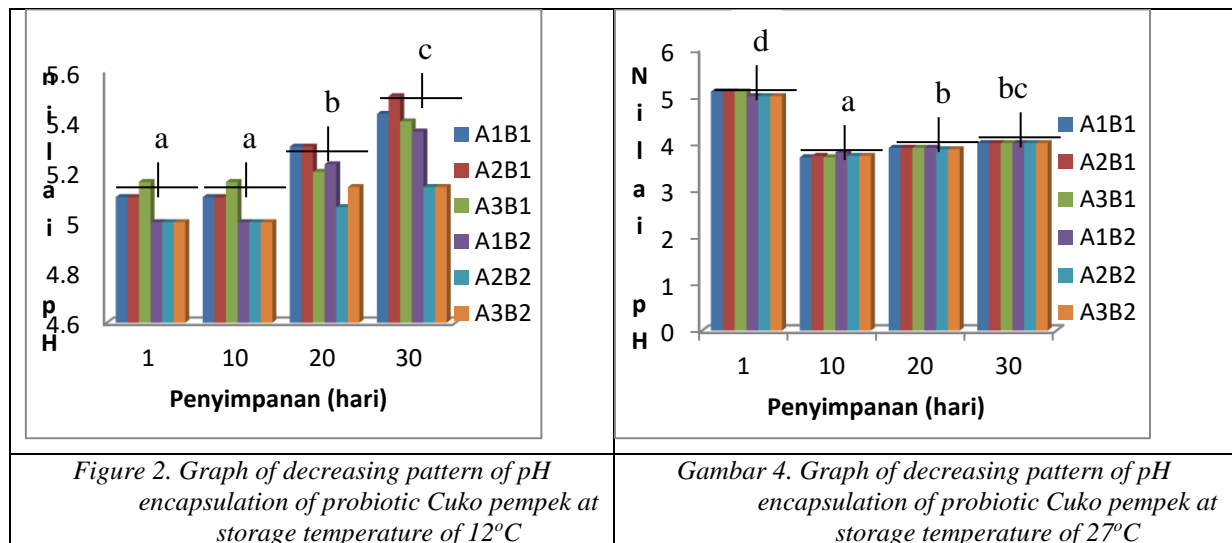 nilai pH
5.6
5.4
5.2
5
4.8
4.6
a
a
b
c
1 10 20 30
Penyimpanan (hari)
A1B1
A2B1
A3B1
A1B2
A2B2
A3B2
Figure 2. Graph of decreasing pattern of pH
encapsulation of probiotic Cuko pempek at
storage temperature of 12°C
Nilai pH
6
5
4
3
2
1
0
d
a
b
bc
1 10 20 30
Penyimpanan (hari)
A1B1
A2B1
A3B1
A1B2
A2B2
A3B2
Gambar 4. Graph of decreasing pattern of pH
encapsulation of probiotic Cuko pempek at
storage temperature of 27°C